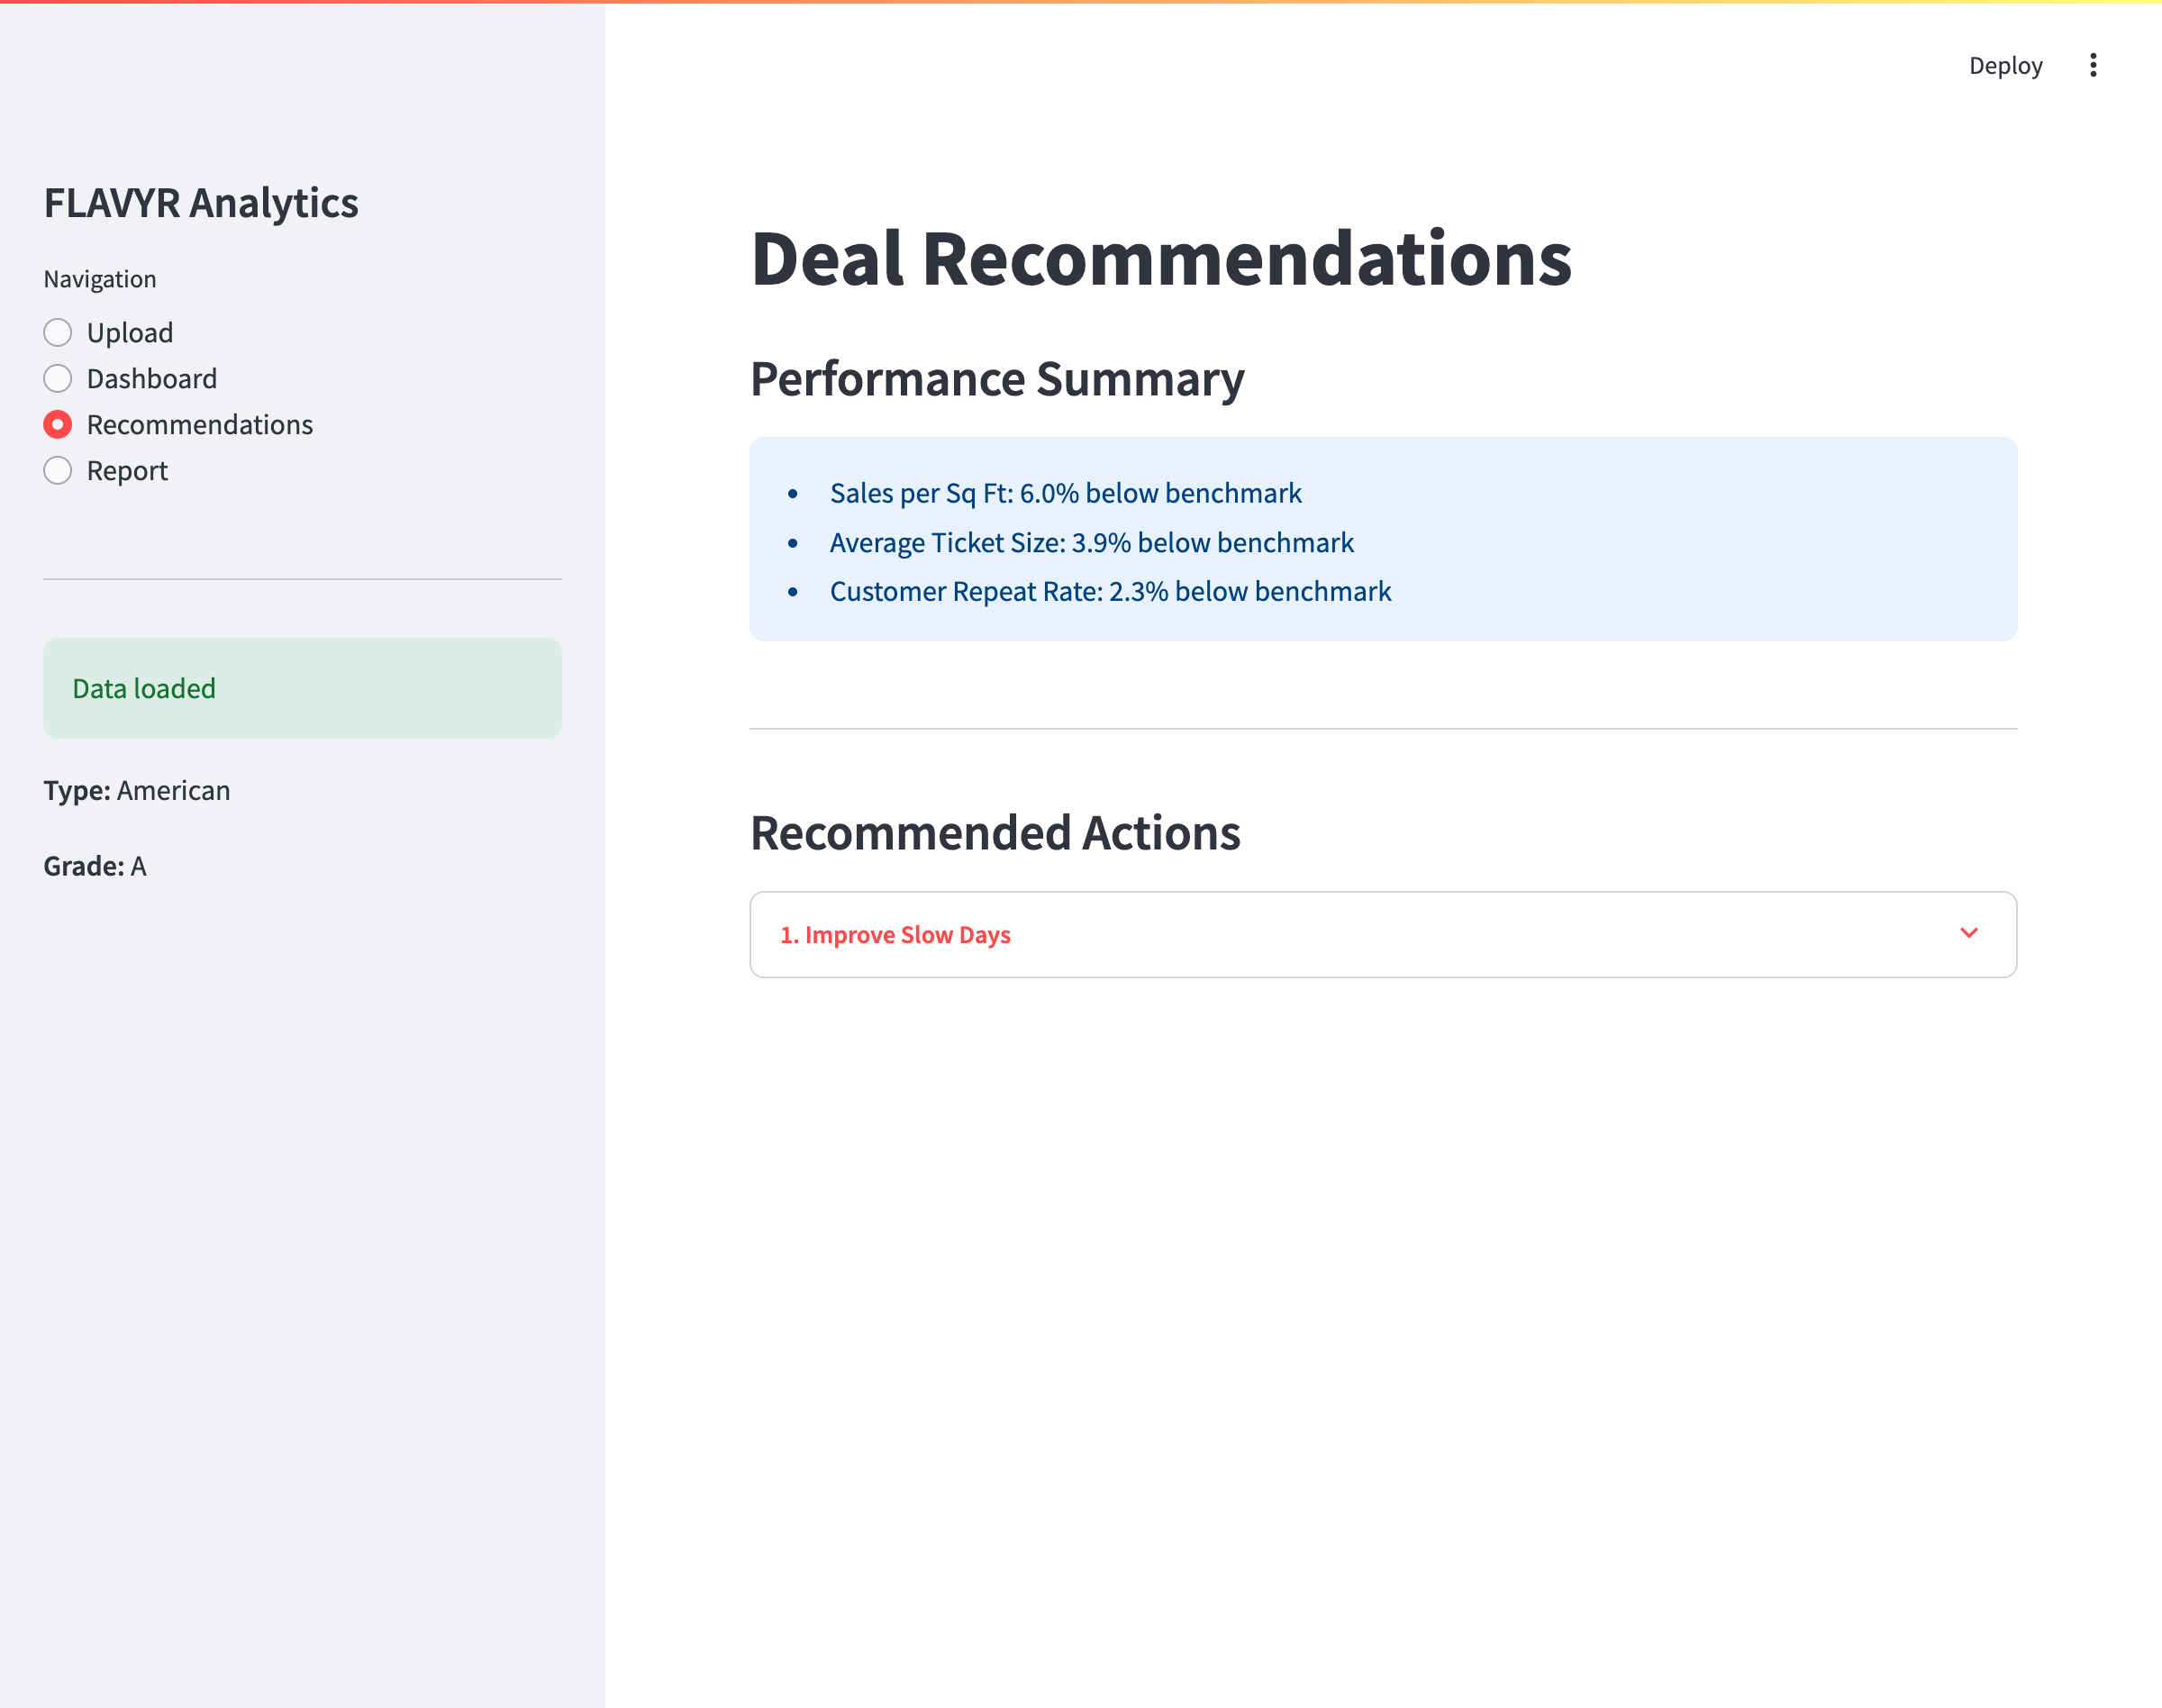 Deploy
FLAVYR Analytics
Navigation
Upload
Dashboard
Recommendations
Report
Data loaded
Type: American
Grade: A
Deal Recommendations
Performance Summary
• Sales per Sq Ft: 6.0% below benchmark
• Average Ticket Size: 3.9% below benchmark
• Customer Repeat Rate: 2.3% below benchmark
Recommended Actions
1. Improve Slow Days